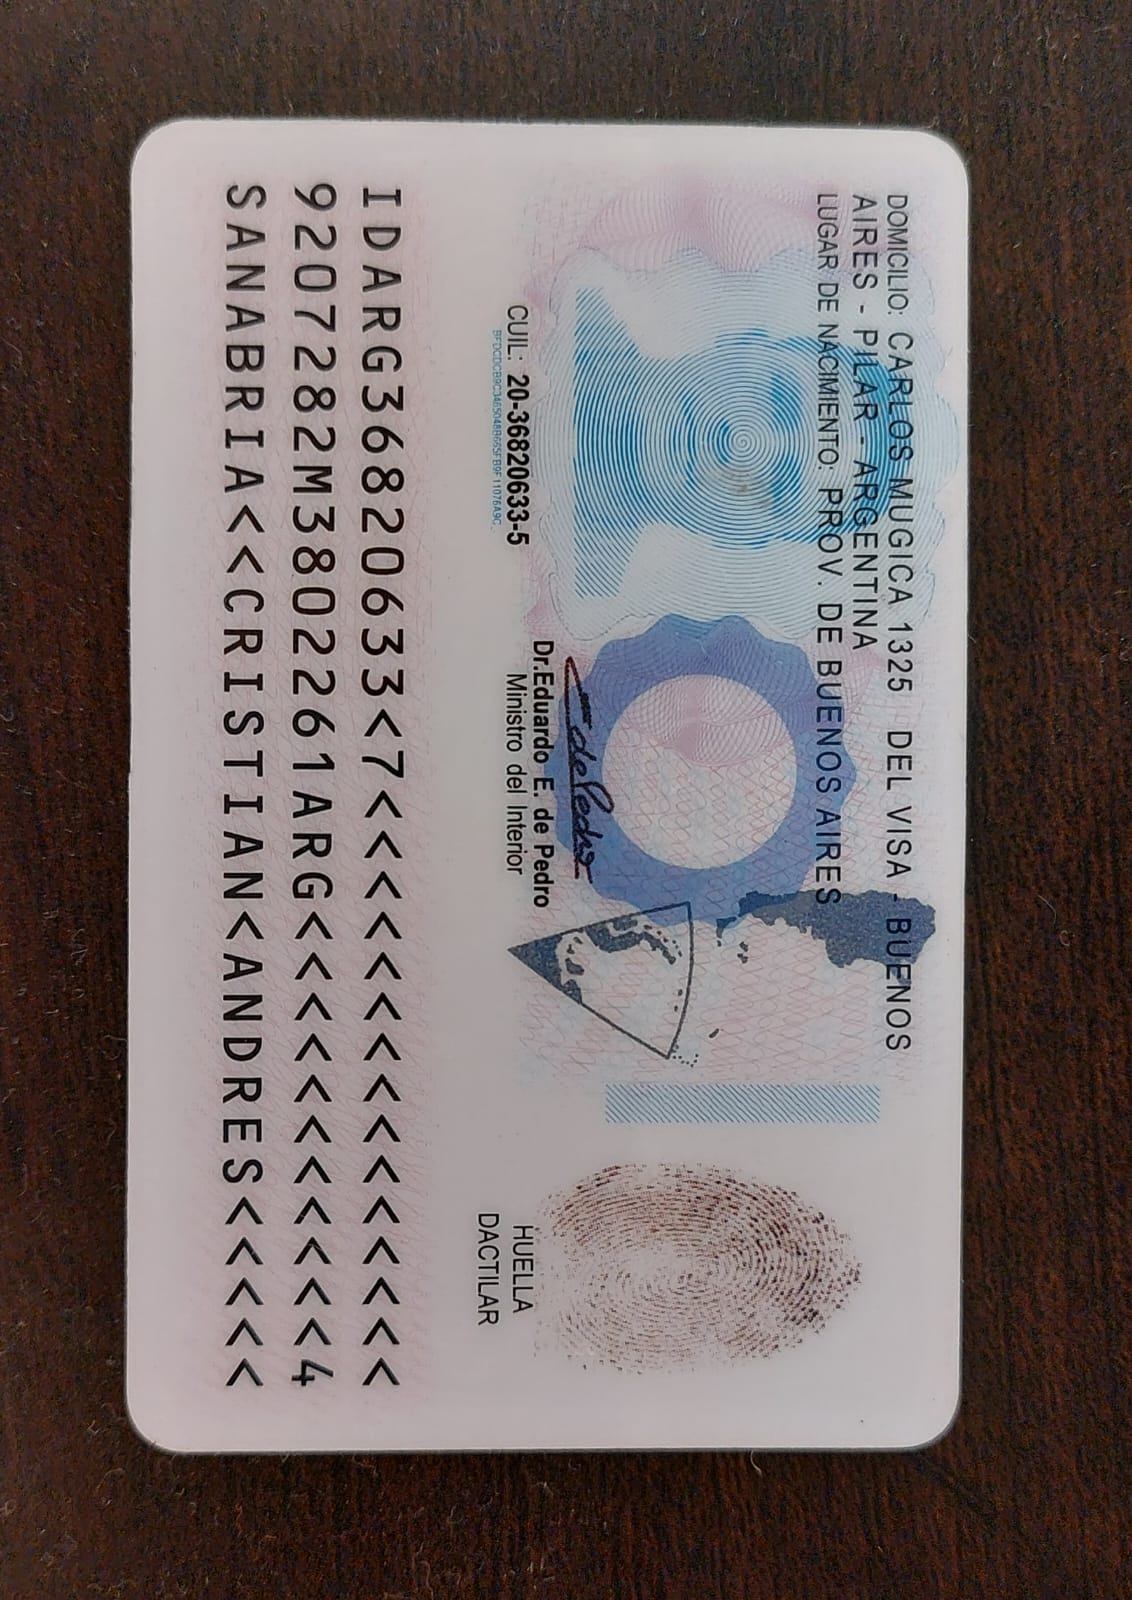 DOMICILIO: CARLOS MUGICA 1325 DEL VISA - BUENOS
AIRES - PILAR - ARGENTINA
LUGAR DE NACIMIENTO: PROV. DE BUENOS AIRES
CUIL: 20-36820633-5
Dr.Eduardo E. de Pedro
Ministro del Interior
HUELLA
DACTILAR
IDARG36820633<7<<<<<<<<<<<<<<<
9207282M3802261ARG<<<<<<<<<<<4
SANABRIA<<CRISTIAN<ANDRES<<<<<